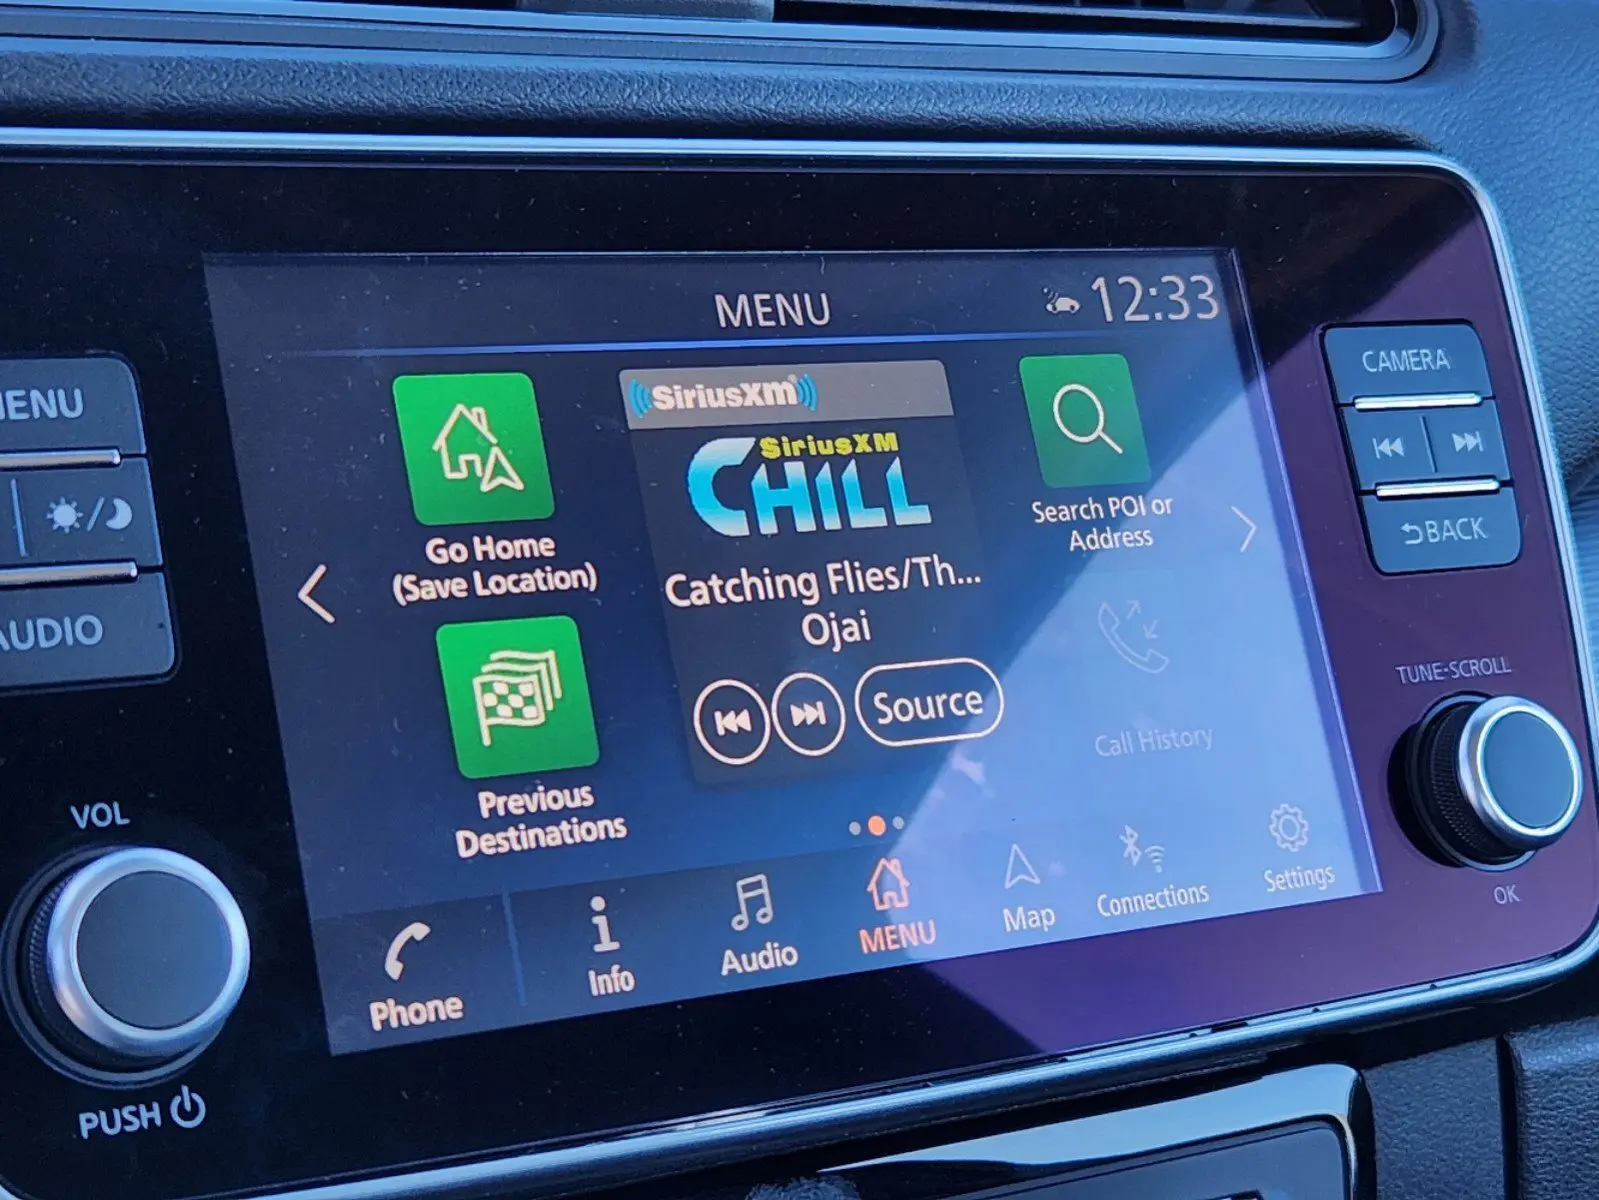 MENU 12:33
SiriusXM
SiriusXM
CHILL
Catching Flies/Th...
Ojai
Source
Go Home
(Save Location)
Previous
Destinations
Search POI or
Address
Call History
Phone
Info
Audio
MENU
Map
Connections
Settings
MENU
AUDIO
VOL
PUSH
CAMERA
BACK
TUNE·SCROLL
OK